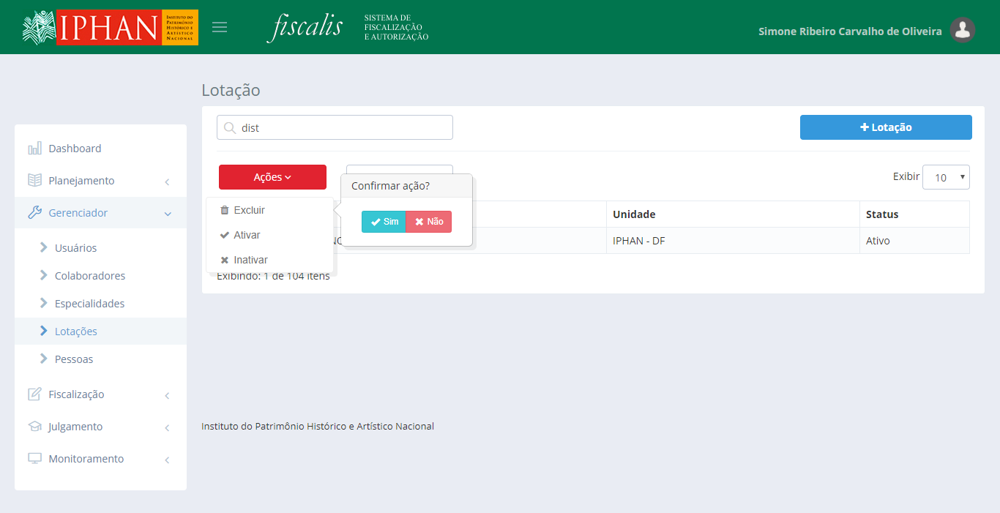 IPHAN
INSTITUTO DO
PATRIMÔNIO
HISTÓRICO E
ARTÍSTICO
NACIONAL
fiscalis
SISTEMA DE
FISCALIZAÇÃO
E AUTORIZAÇÃO
Simone Ribeiro Carvalho de Oliveira
Lotação
dist
Lotação
Dashboard
Planejamento
Gerenciador
Usuários
Colaboradores
Especialidades
Lotações
Pessoas
Fiscalização
Julgamento
Monitoramento
Ações
Exibir 10
Confirmar ação?
Sim Não
Excluir
Ativar
Inativar
Unidade Status
IPHAN - DF Ativo
Exibindo: 1 de 104 itens
Instituto do Patrimônio Histórico e Artístico Nacional